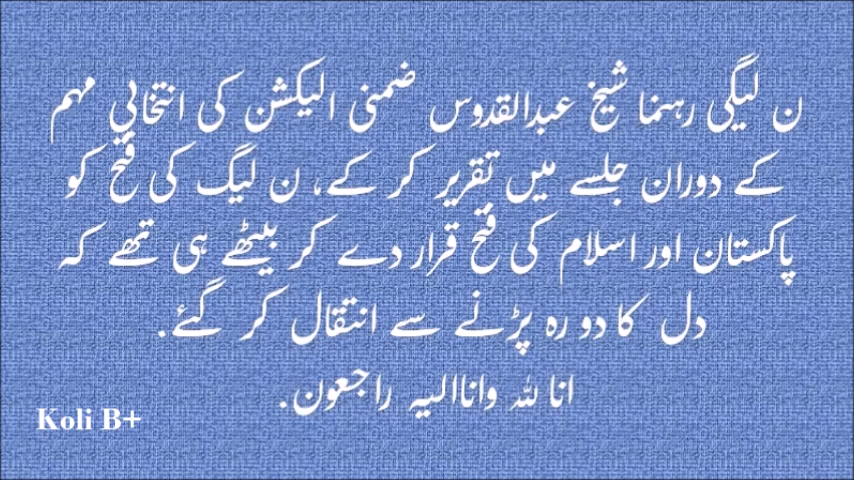 ن لیگی رہنما شیخ عبدالقدوس ضمنی الیکشن کی انتخابی مہم
کے دوران جلسے میں تقریر کر کے، ن لیگ کی فتح کو
پاکستان اور اسلام کی فتح قرار دے کر بیٹھے ہی تھے کہ
دل کا دورہ پڑنے سے انتقال کر گئے.
انا للہ واناالیہ راجعون.
Koli B+